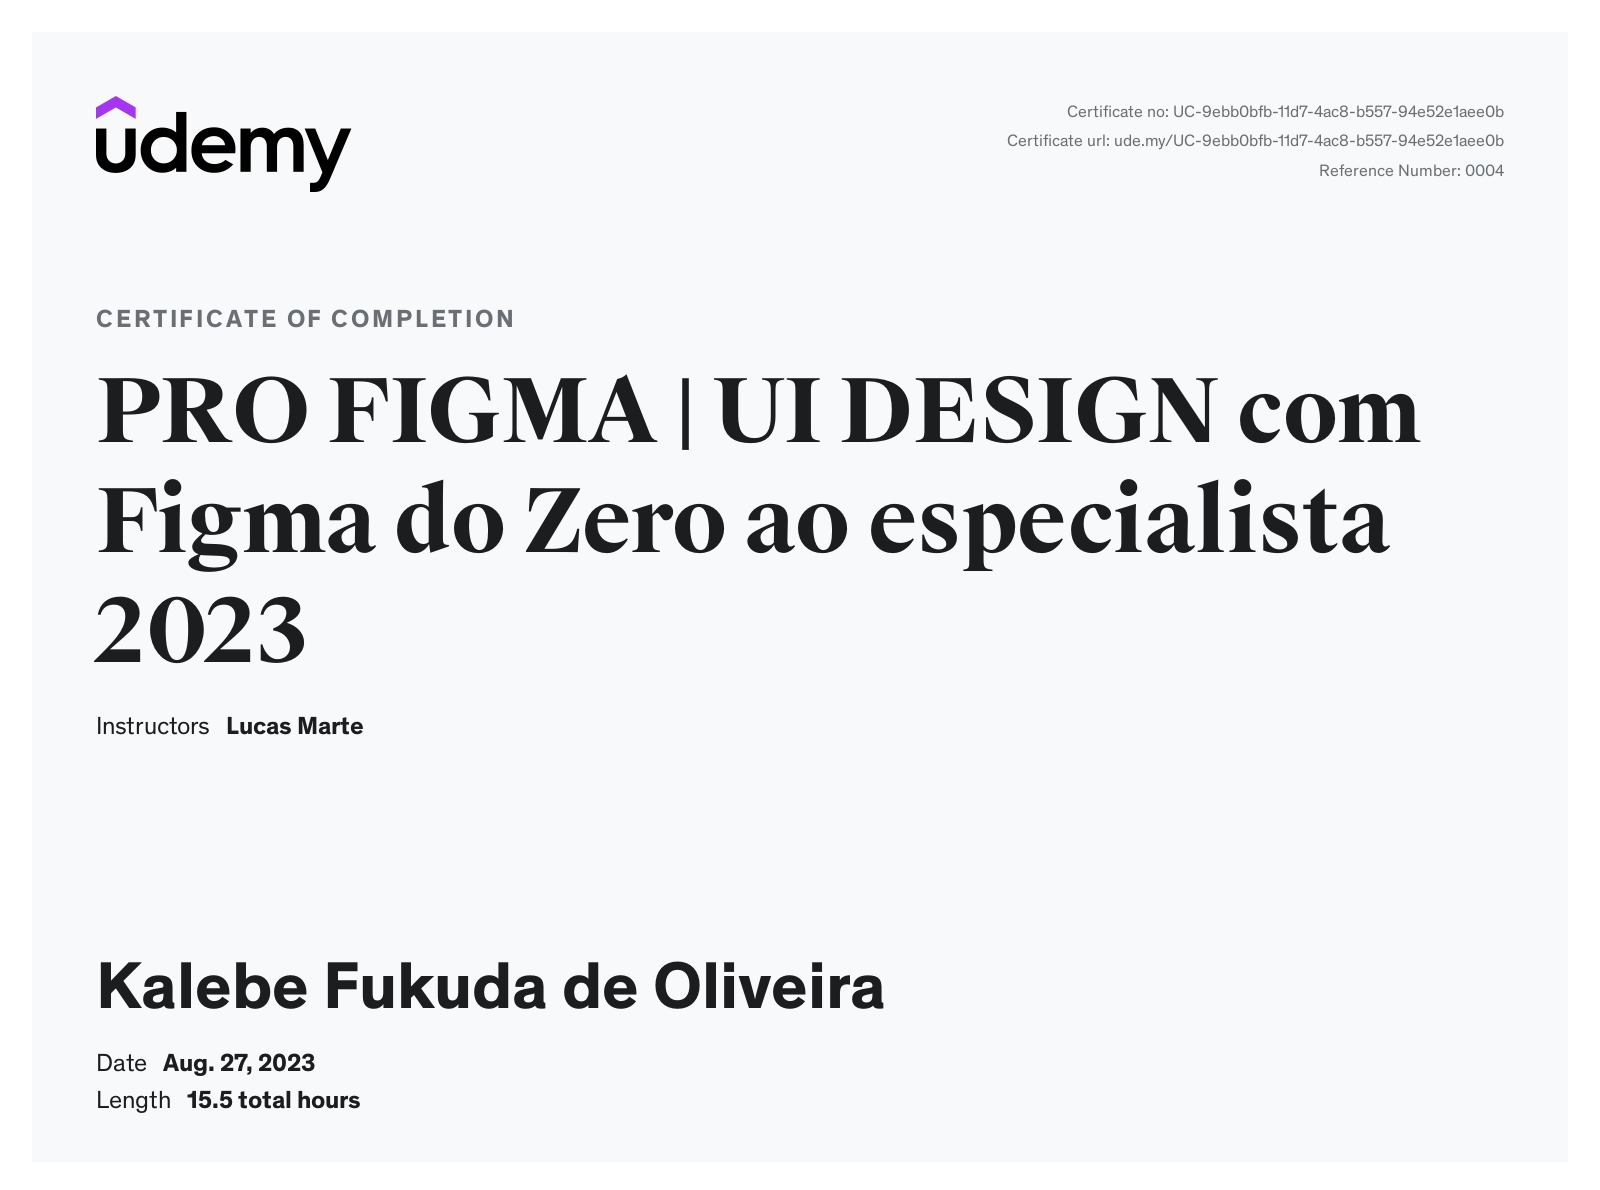 udemy
Certificate no: UC-9ebb0bfb-11d7-4ac8-b557-94e52e1aee0b
Certificate url: ude.my/UC-9ebb0bfb-11d7-4ac8-b557-94e52e1aee0b
Reference Number: 0004
CERTIFICATE OF COMPLETION
PRO FIGMA | UI DESIGN com
Figma do Zero ao especialista
2023
Instructors Lucas Marte
Kalebe Fukuda de Oliveira
Date Aug. 27, 2023
Length 15.5 total hours